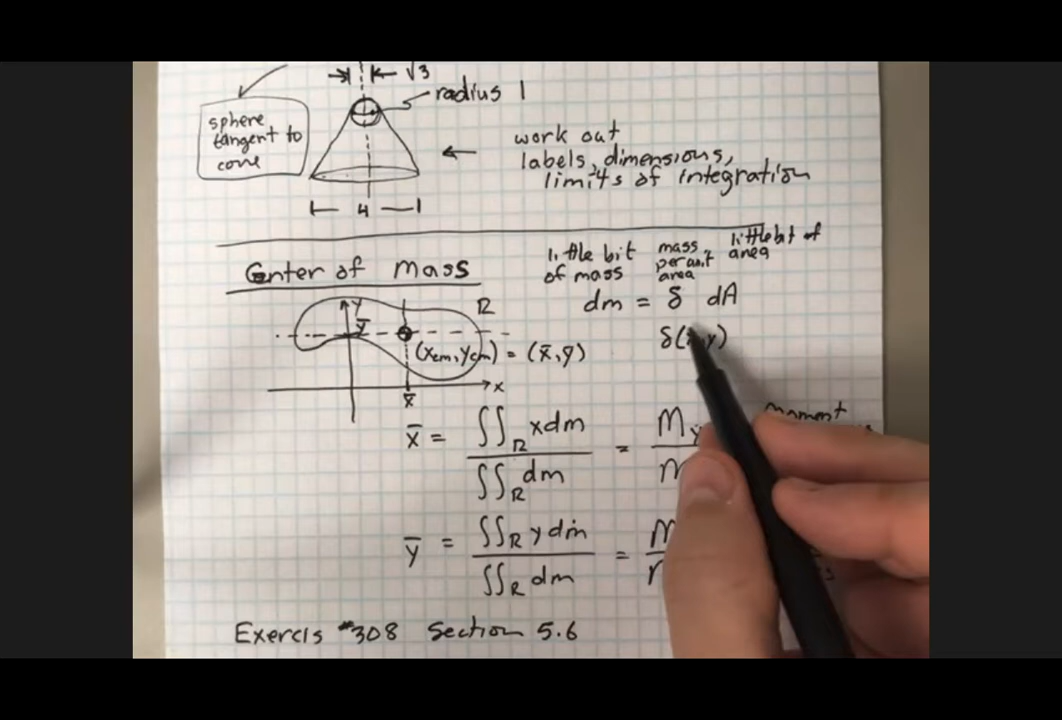 √3
radius 1
sphere
tangent to
cone
work out
labels, dimensions,
limits of integration
4
Center of Mass
little bit
of mass
mass
per unit
area
little bit of
area
dm = δ dA
δ(x,y)
y
R
ȳ
(xcm, ycm) = (x̄, ȳ)
x
x̄
x̄ = ∬R x dm / ∬R dm = My / m
moment
ȳ = ∬R y dm / ∬R dm =
Exercis #308 Section 5.6